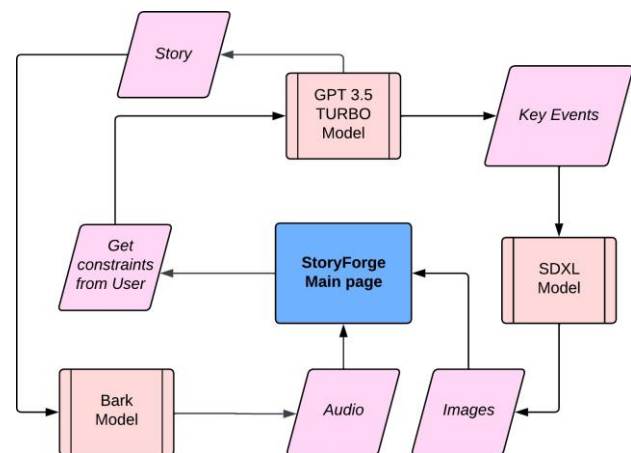 Story
GPT 3.5
TURBO
Model
Key Events
Get
constraints
from User
StoryForge
Main page
SDXL
Model
Bark
Model
Audio
Images